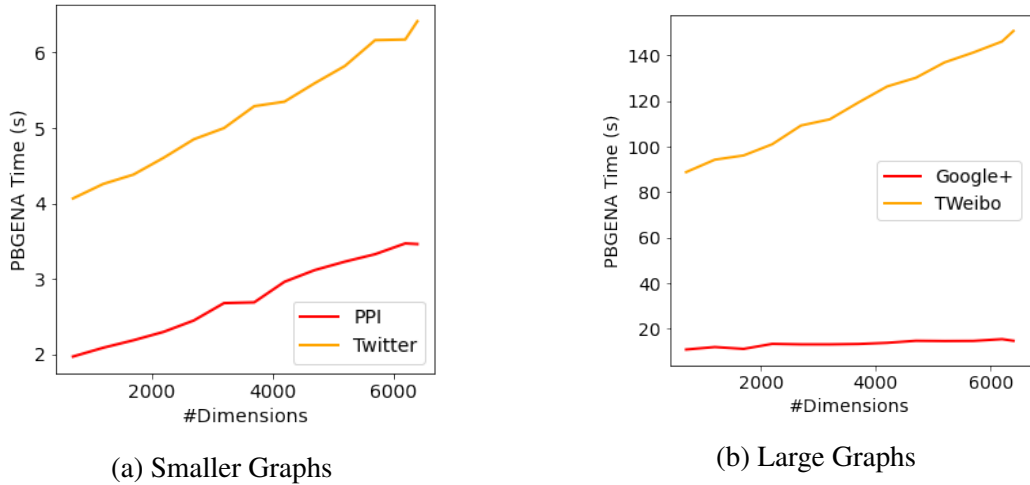 6
5
4
3
2
PBGENA Time (s)
PPI
Twitter
2000 4000 6000
#Dimensions
(a) Smaller Graphs
140
120
100
80
60
40
20
PBGENA Time (s)
Google+
TWeibo
2000 4000 6000
#Dimensions
(b) Large Graphs